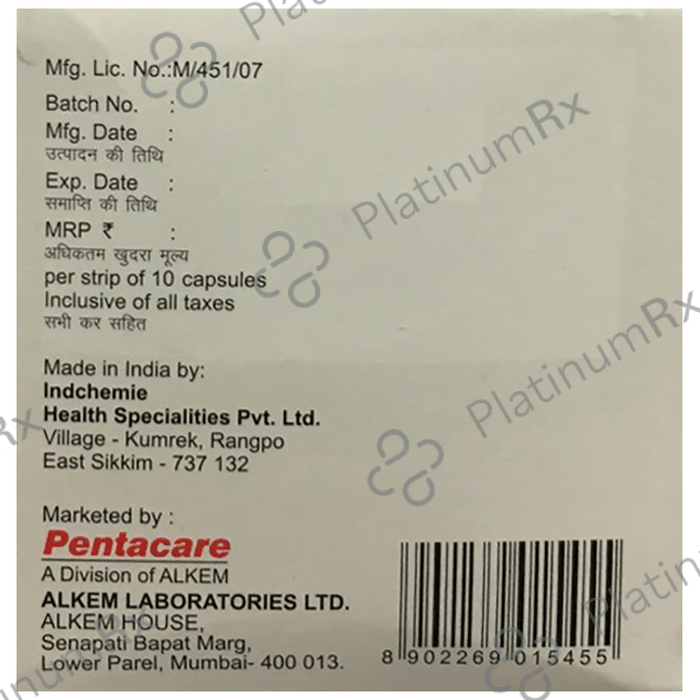 Mfg. Lic. No.:M/451/07
Batch No. :
Mfg. Date :
उत्पादन की तिथि
Exp. Date :
समाप्ति की तिथि
MRP ₹ :
अधिकतम खुदरा मूल्य
per strip of 10 capsules
Inclusive of all taxes
सभी कर सहित
Made in India by:
Indchemie
Health Specialities Pvt. Ltd.
Village - Kumrek, Rangpo
East Sikkim - 737 132
Marketed by :
Pentacare
A Division of ALKEM
ALKEM LABORATORIES LTD.
ALKEM HOUSE,
Senapati Bapat Marg,
Lower Parel, Mumbai- 400 013.
8 902269 015455
PlatinumRx
PlatinumRx